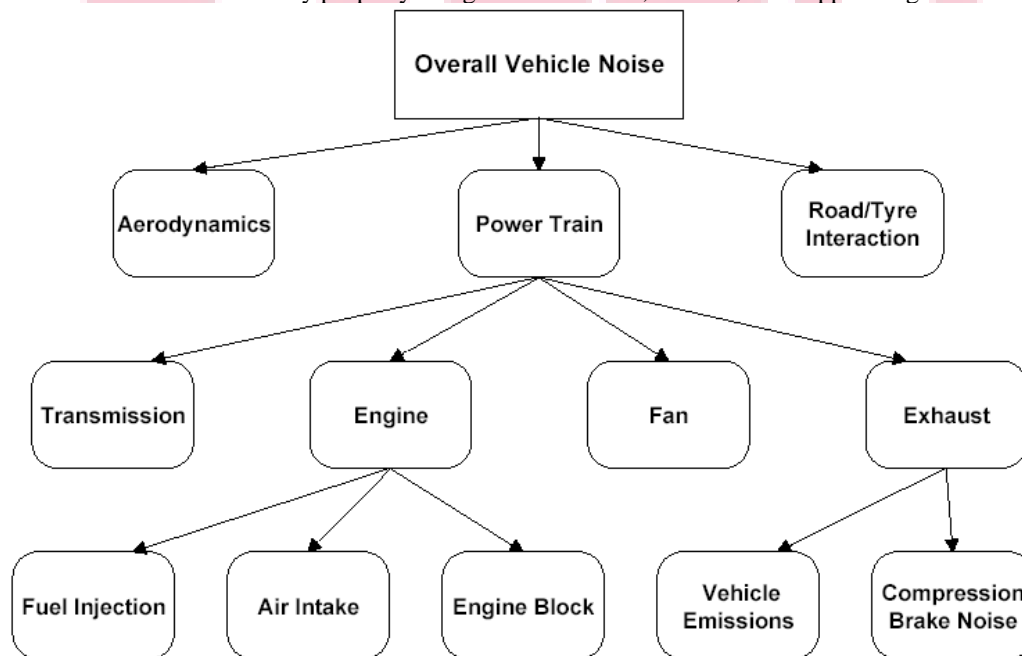 Overall Vehicle Noise
Aerodynamics
Power Train
Road/Tyre
Interaction
Transmission
Engine
Fan
Exhaust
Fuel Injection
Air Intake
Engine Block
Vehicle
Emissions
Compression
Brake Noise